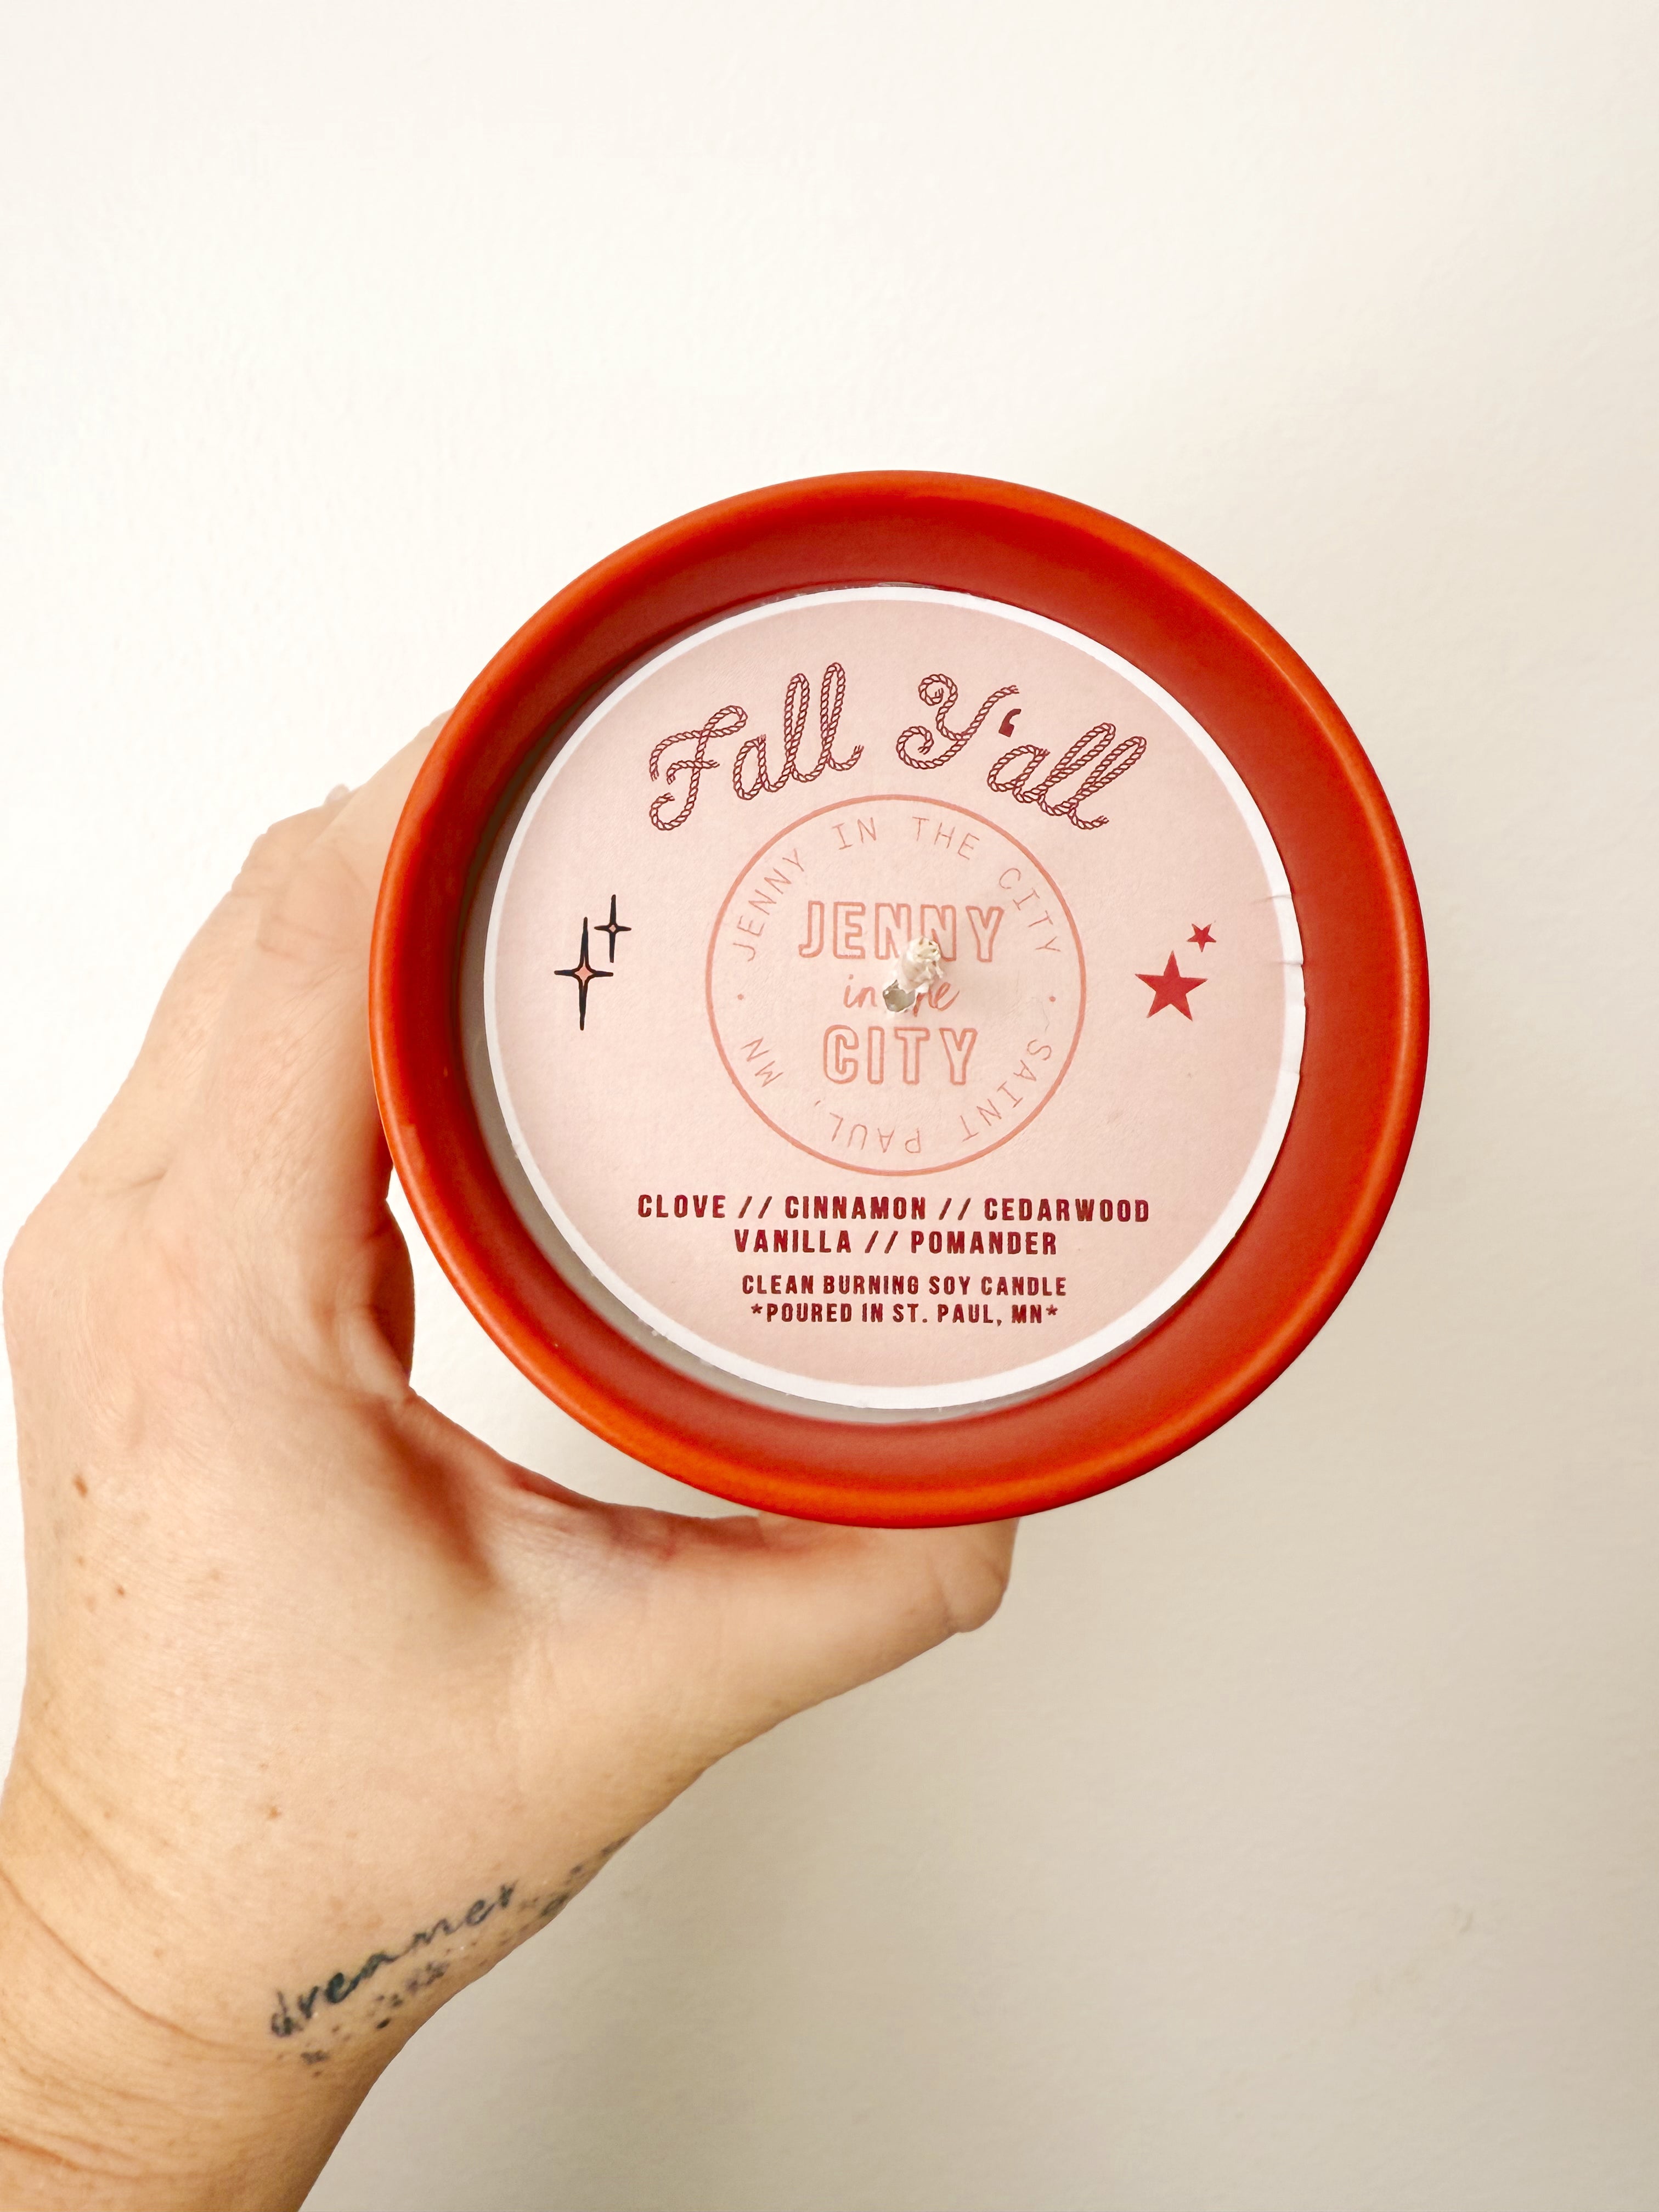 Fall Y‘all
JENNY IN THE CITY
JENNY
in the
CITY
• SAINT PAUL, MN •
CLOVE // CINNAMON // CEDARWOOD
VANILLA // POMANDER
CLEAN BURNING SOY CANDLE
*POURED IN ST. PAUL, MN*
dreamer